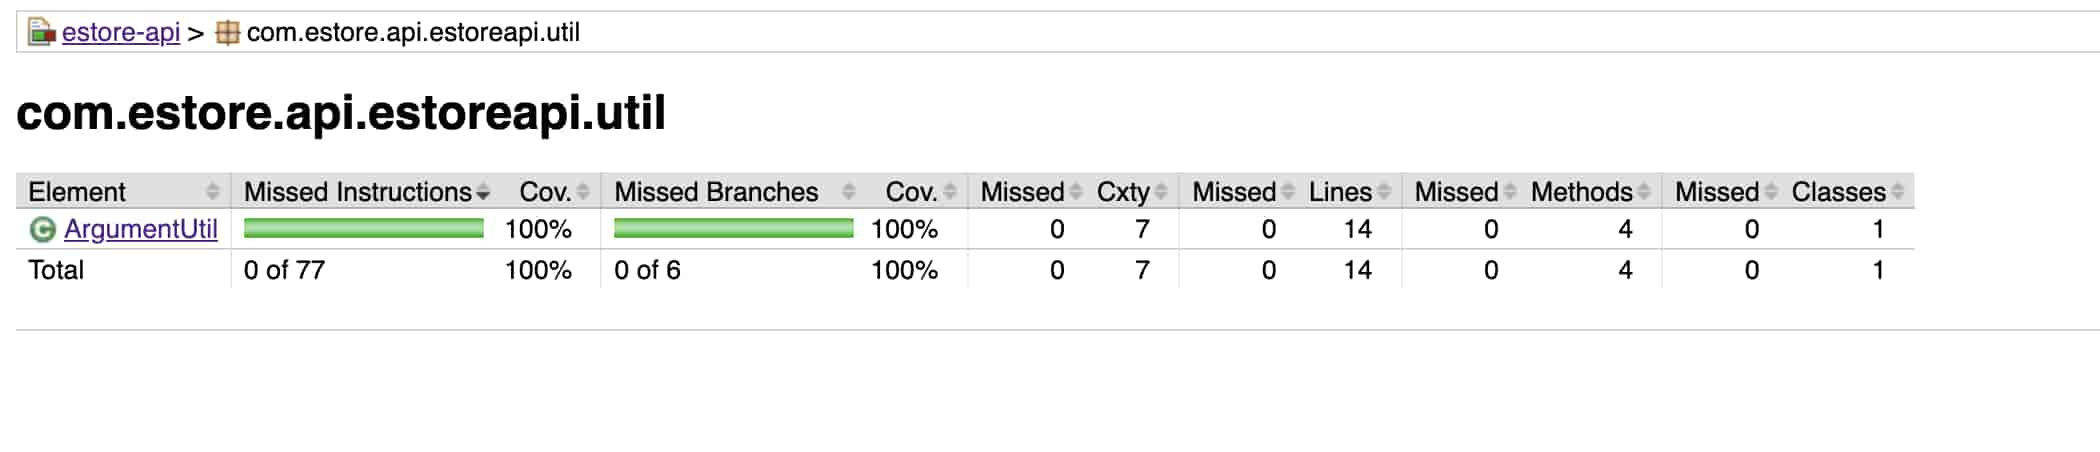 estore-api > com.estore.api.estoreapi.util
com.estore.api.estoreapi.util
Element Missed Instructions Cov. Missed Branches Cov. Missed Cxty Missed Lines Missed Methods Missed Classes
C ArgumentUtil 100% 100% 0 7 0 14 0 4 0 1
Total 0 of 77 100% 0 of 6 100% 0 7 0 14 0 4 0 1